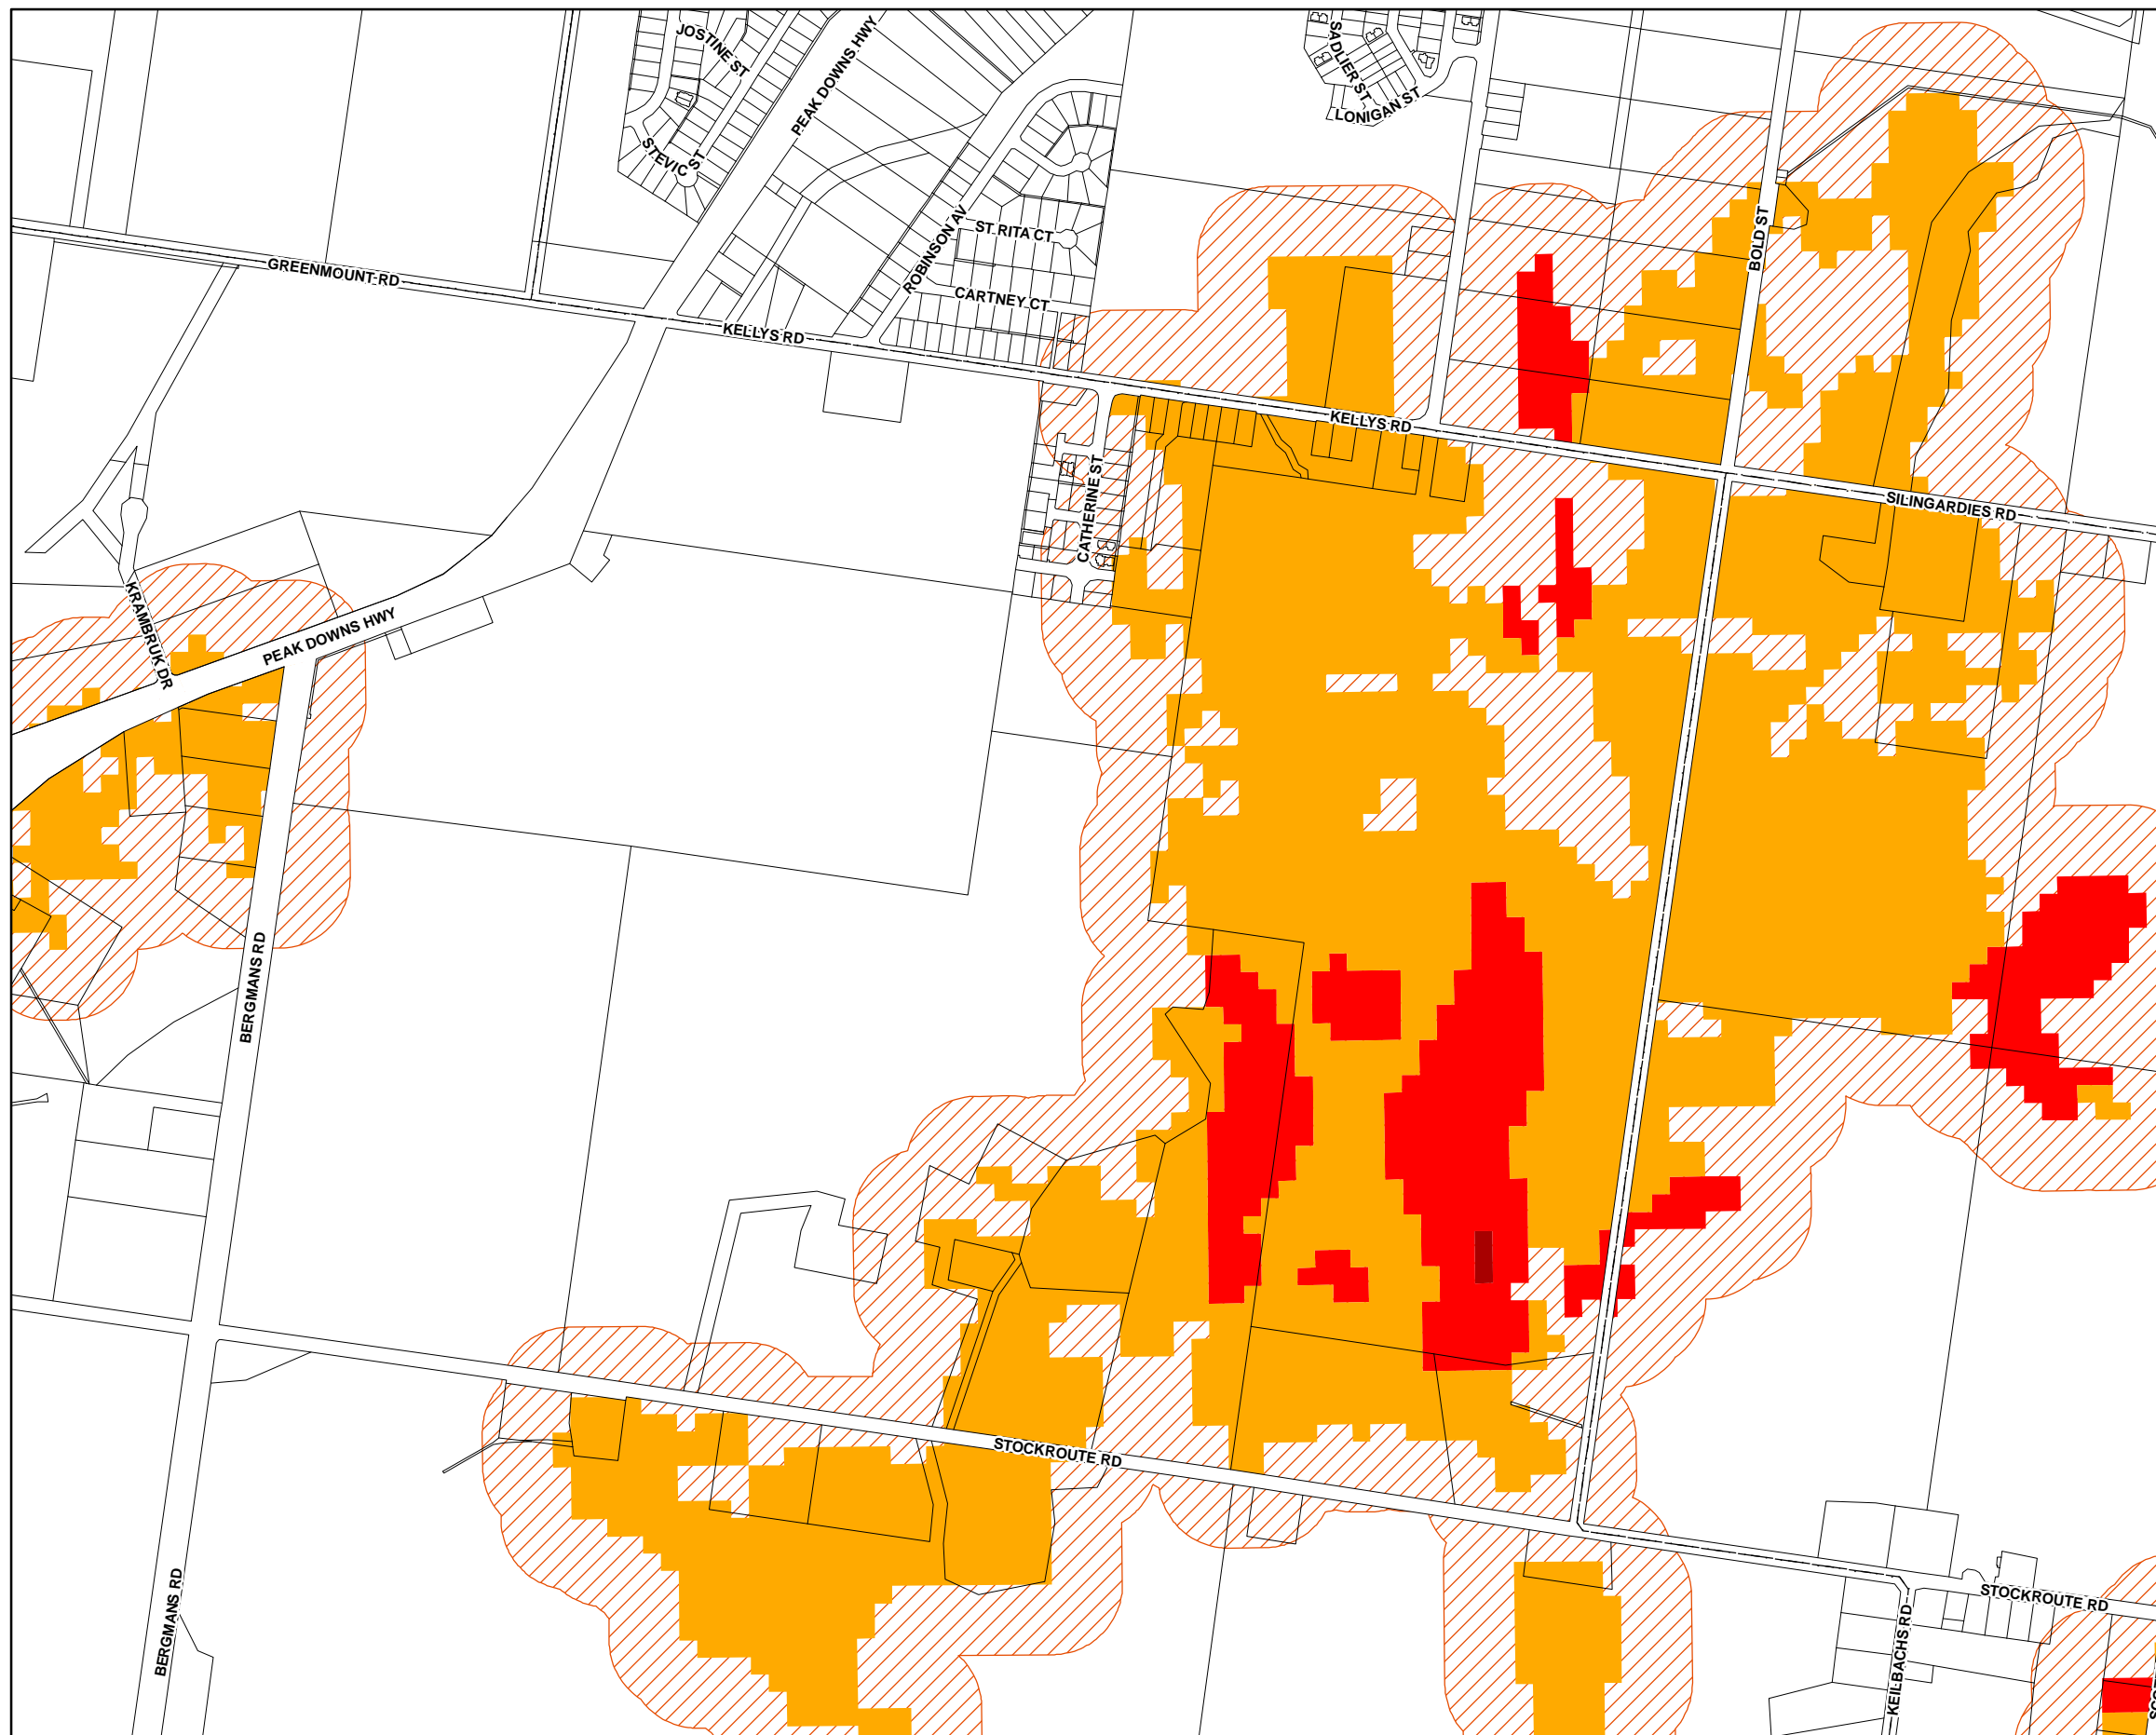 JOSTINE ST
PEAK DOWNS HWY
SADLIER ST
LONIGAN ST
STEVIC ST
ROBINSON AV
ST RITA CT
BOLD ST
GREENMOUNT RD
CARTNEY CT
KELLYS RD
KELLYS RD
CATHERINE ST
SILINGARDIES RD
KRAMBRUK DR
PEAK DOWNS HWY
BERGMANS RD
STOCKROUTE RD
BERGMANS RD
STOCKROUTE RD
KEILBACHS RD